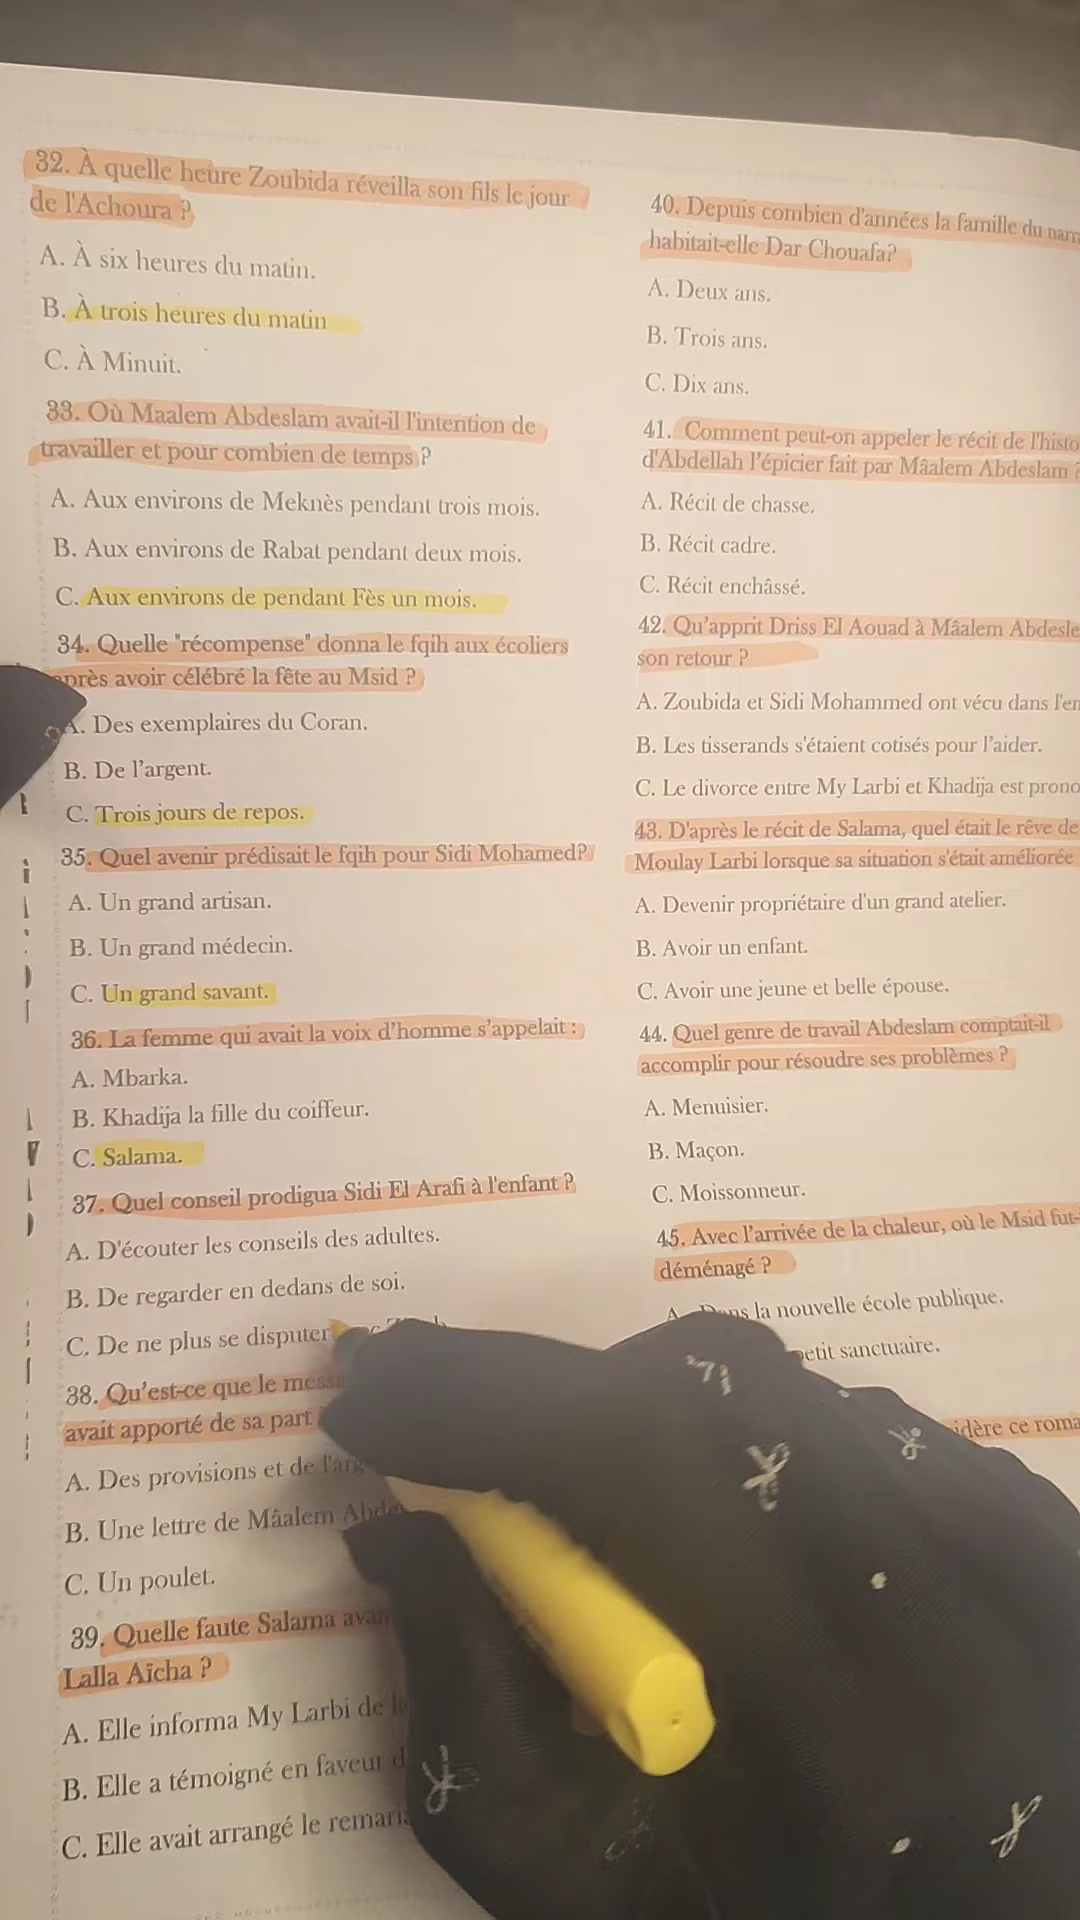 32. À quelle heure Zoubida réveilla son fils le jour
de l'Achoura ?
A. À six heures du matin.
B. À trois heures du matin
C. À Minuit.
33. Où Maalem Abdeslam avait-il l'intention de
travailler et pour combien de temps ?
A. Aux environs de Meknès pendant trois mois.
B. Aux environs de Rabat pendant deux mois.
C. Aux environs de pendant Fès un mois.
34. Quelle "récompense" donna le fqih aux écoliers
après avoir célébré la fête au Msid ?
A. Des exemplaires du Coran.
B. De l'argent.
C. Trois jours de repos.
35. Quel avenir prédisait le fqih pour Sidi Mohamed?
A. Un grand artisan.
B. Un grand médecin.
C. Un grand savant.
36. La femme qui avait la voix d'homme s'appelait :
A. Mbarka.
B. Khadija la fille du coiffeur.
C. Salama.
37. Quel conseil prodigua Sidi El Arafi à l'enfant ?
A. D'écouter les conseils des adultes.
B. De regarder en dedans de soi.
C. De ne plus se disputer
38. Qu'est-ce que le
avait apporté de sa part
A. Des provisions et de
B. Une lettre de Mâalem
C. Un poulet.
39. Quelle faute Salama
Lalla Aïcha ?
A. Elle informa My Larbi de
B. Elle a témoigné en faveur
C. Elle avait arrangé le
40. Depuis combien d'années la famille du
habitait-elle Dar Chouafa?
A. Deux ans.
B. Trois ans.
C. Dix ans.
41. Comment peut-on appeler le récit de
d'Abdellah l'épicier fait par Mâalem Abdeslam ?
A. Récit de chasse.
B. Récit cadre.
C. Récit enchâssé.
42. Qu'apprit Driss El Aouad à Mâalem
son retour ?
A. Zoubida et Sidi Mohammed ont vécu dans
B. Les tisserands s'étaient cotisés pour l'aider.
C. Le divorce entre My Larbi et Khadija est
43. D'après le récit de Salama, quel était le rêve de
Moulay Larbi lorsque sa situation s'était améliorée
A. Devenir propriétaire d'un grand atelier.
B. Avoir un enfant.
C. Avoir une jeune et belle épouse.
44. Quel genre de travail Abdeslam comptait-il
accomplir pour résoudre ses problèmes ?
A. Menuisier.
B. Maçon.
C. Moissonneur.
45. Avec l'arrivée de la chaleur, où le Msid fut-
déménagé ?
A. Dans la nouvelle école publique.
petit sanctuaire.
ce